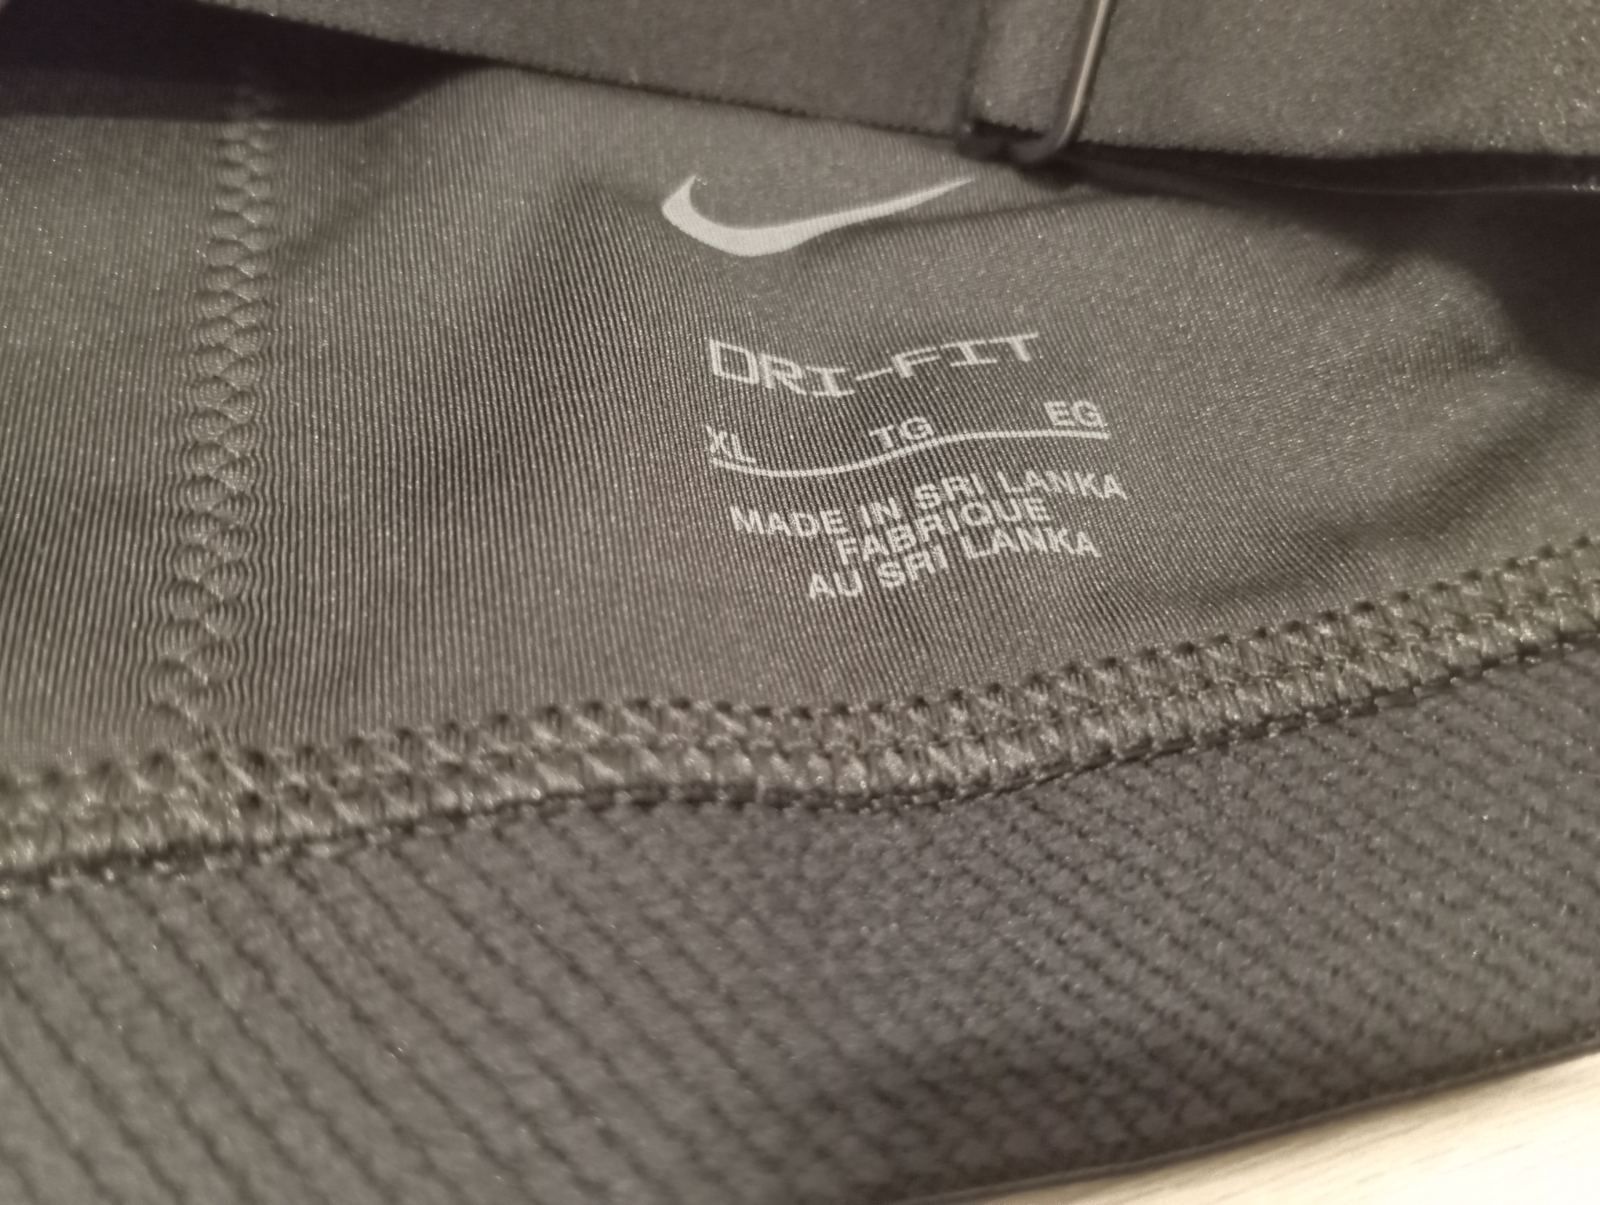 DRI-FIT
XL TG EG
MADE IN SRI LANKA
FABRIQUE
AU SRI LANKA